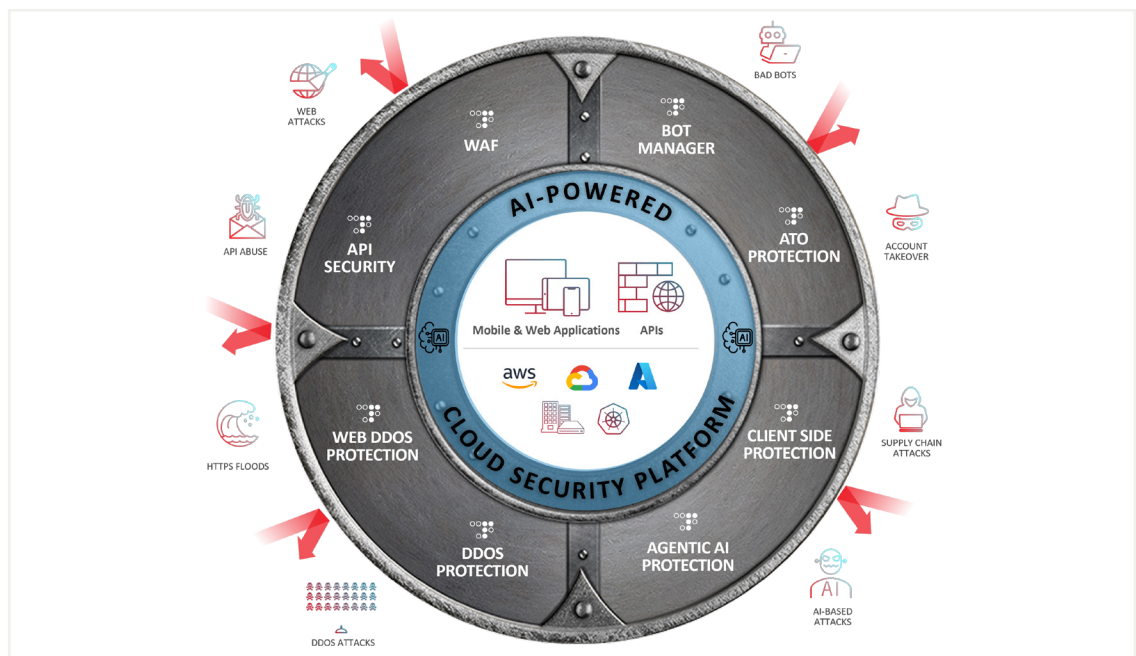 BAD BOTS
WEB
ATTACKS
WAF
BOT
MANAGER
AI-POWERED
API ABUSE
API
SECURITY
ATO
PROTECTION
ACCOUNT
TAKEOVER
Mobile & Web Applications
APIs
AI
AI
aws
CLOUD SECURITY PLATFORM
HTTPS FLOODS
WEB DDOS
PROTECTION
CLIENT SIDE
PROTECTION
SUPPLY CHAIN
ATTACKS
DDOS
PROTECTION
AGENTIC AI
PROTECTION
DDOS ATTACKS
AI
AI-BASED
ATTACKS